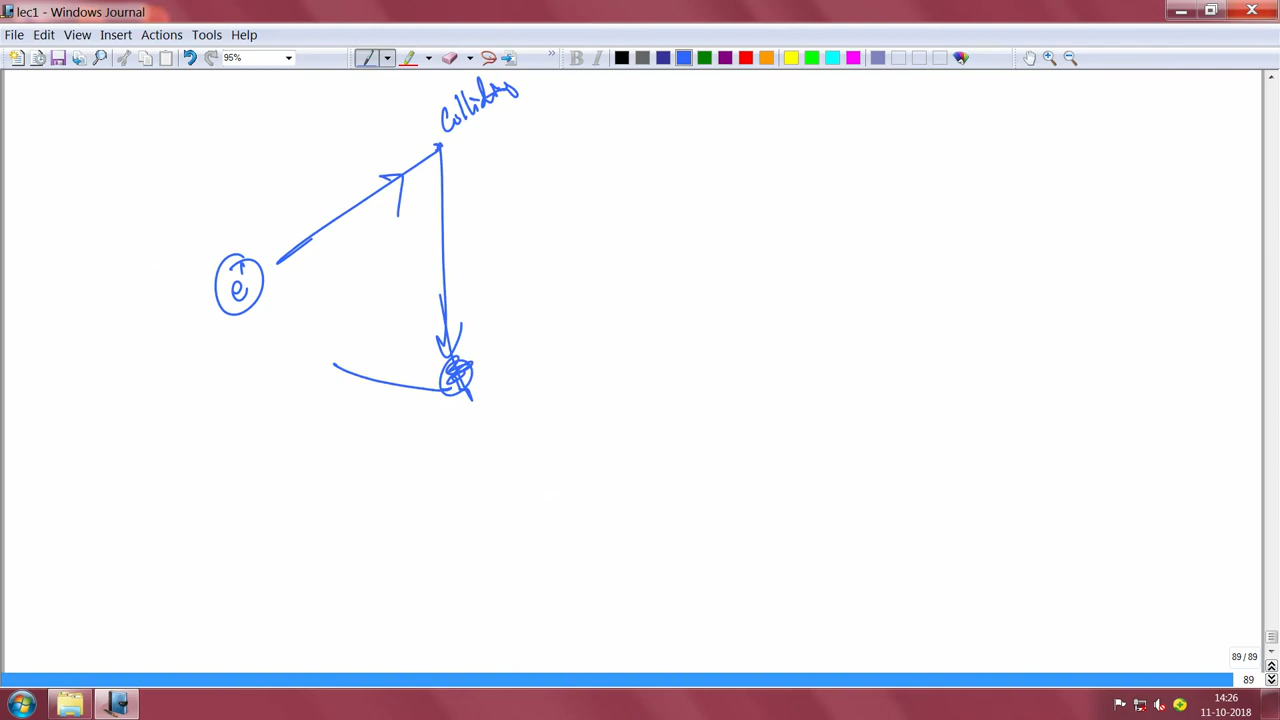 lec1 - Windows Journal
File Edit View Insert Actions Tools Help
95%
B I
e
89 / 89
89
14:26
11-10-2018